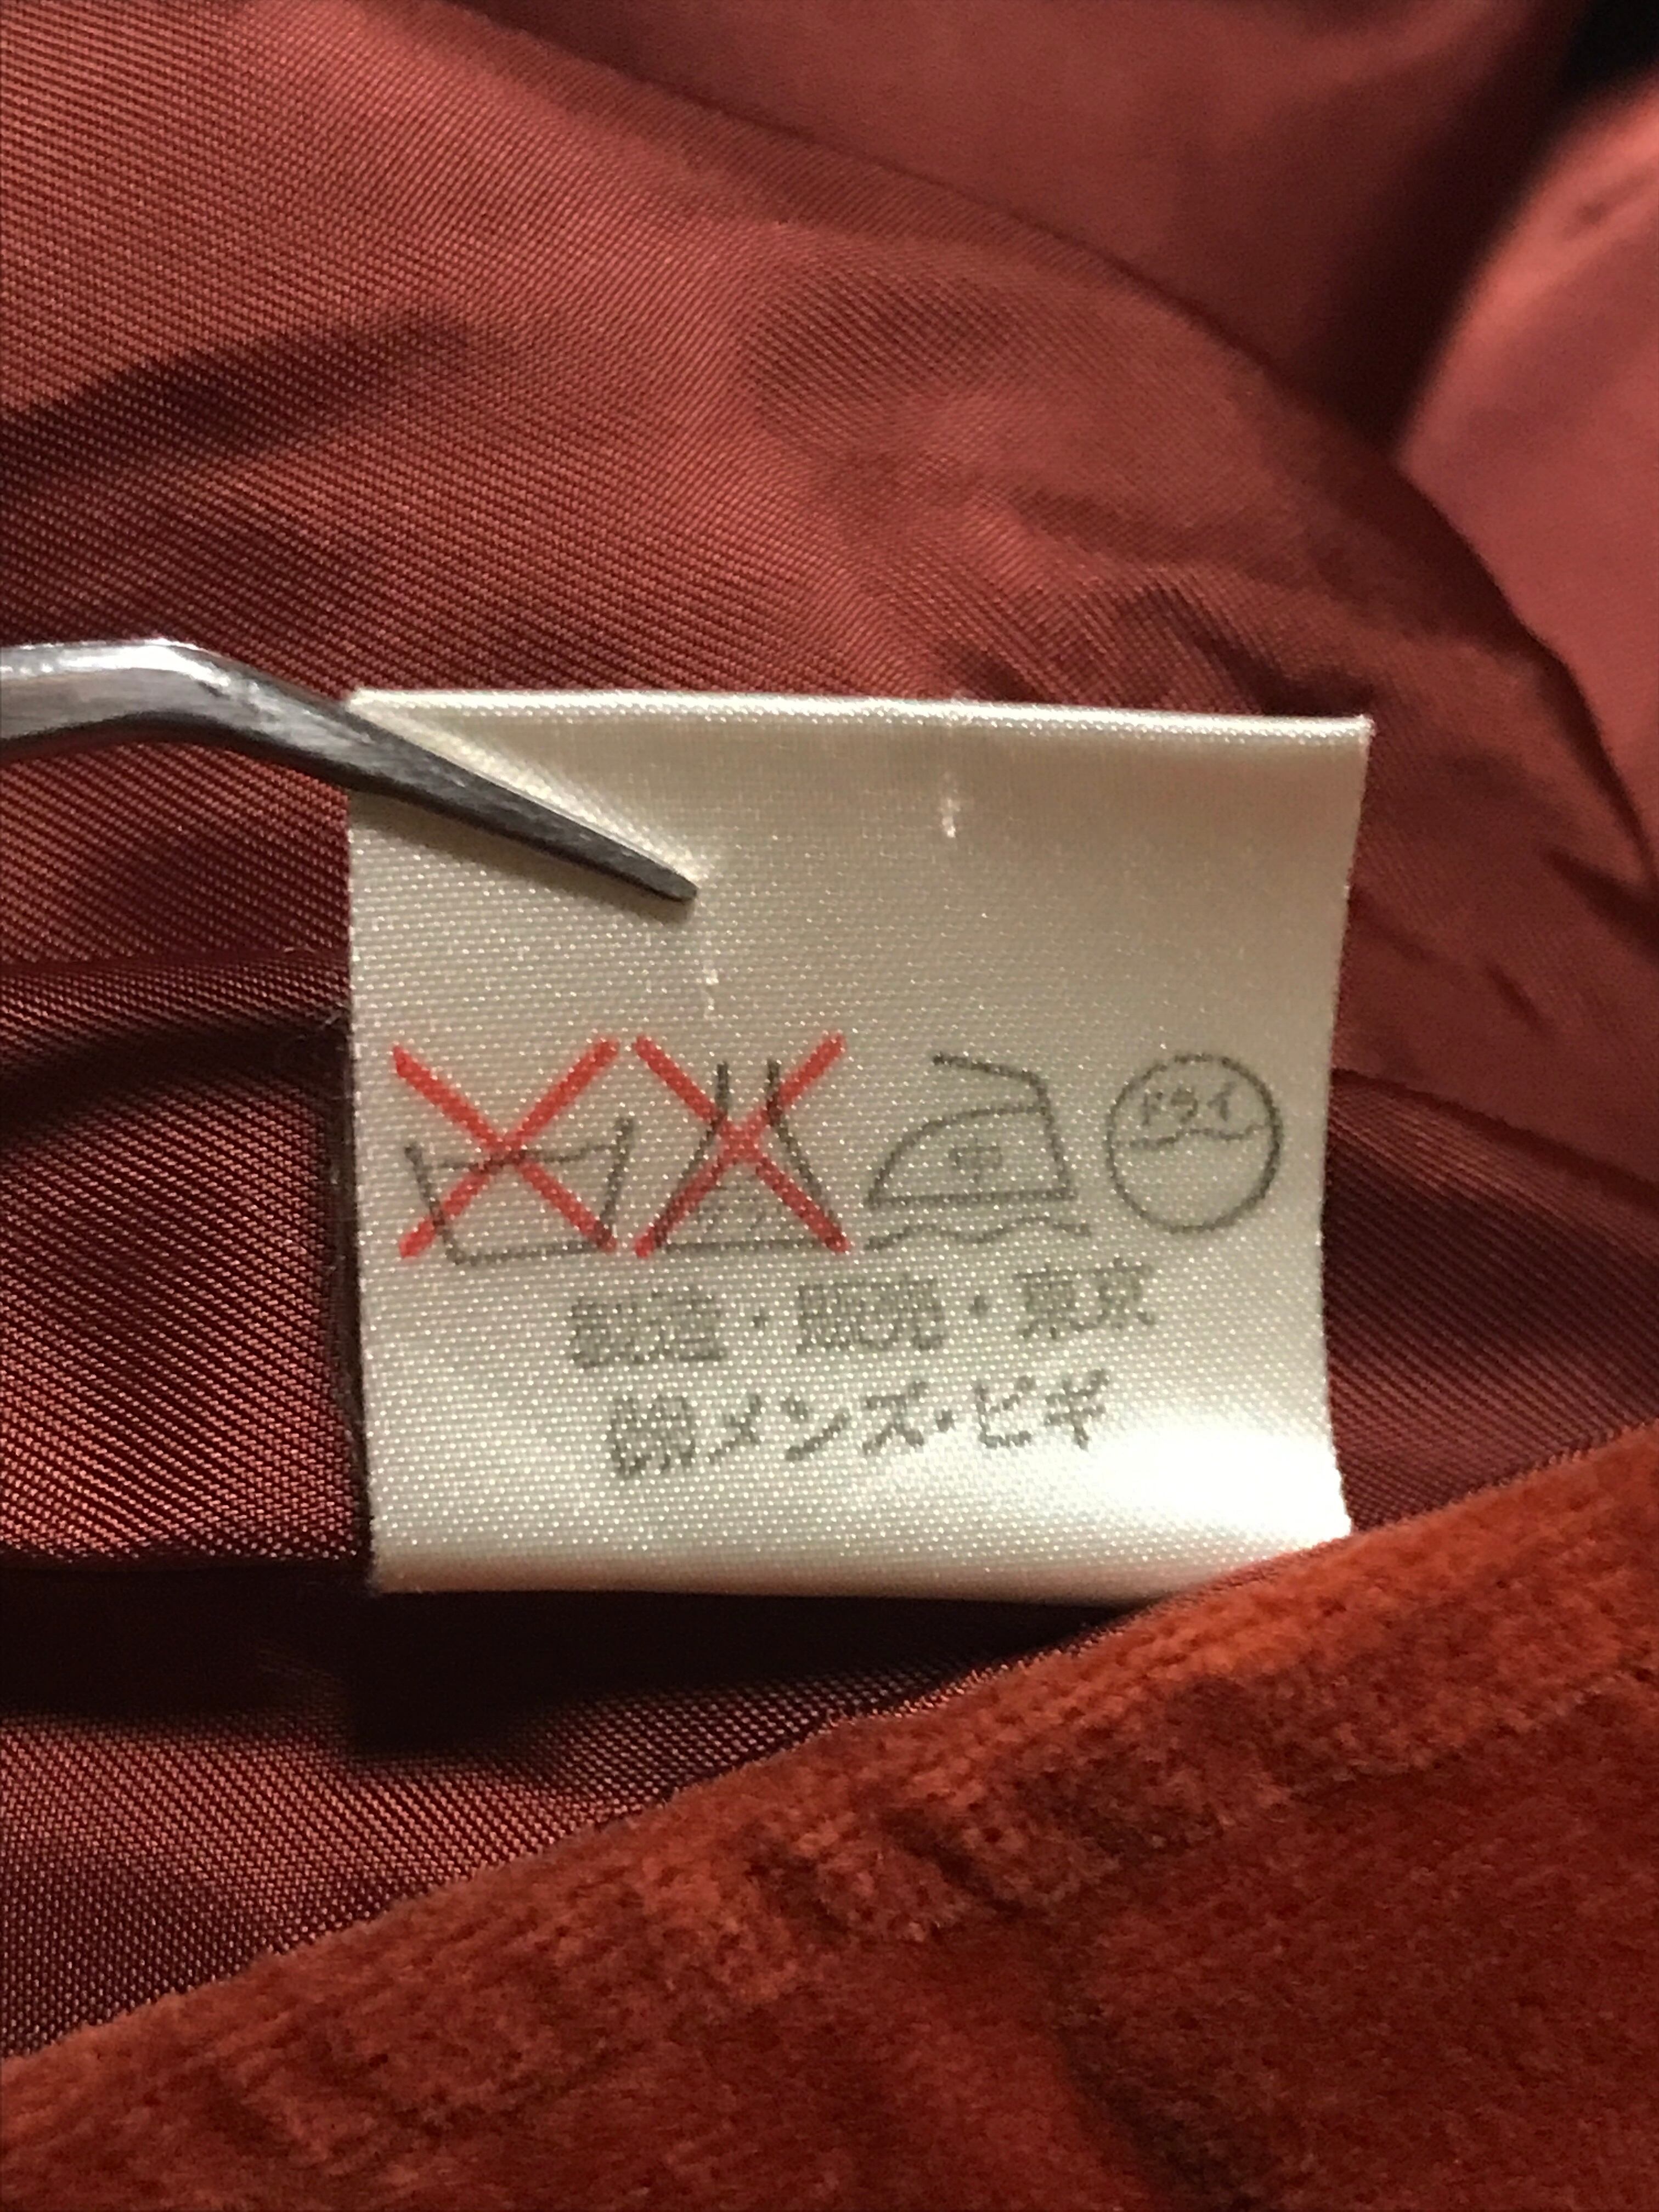 中 ドライ
製造・販売・東京
㈱メンズ・ビギ